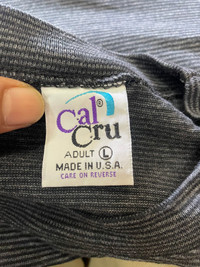 Cal®
Cru
ADULT L
MADE IN U.S.A.
CARE ON REVERSE